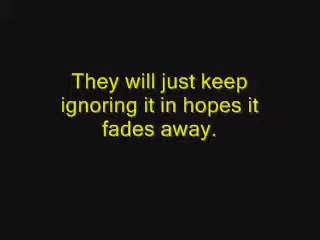 They will just keep
ignoring it in hopes it
fades away.